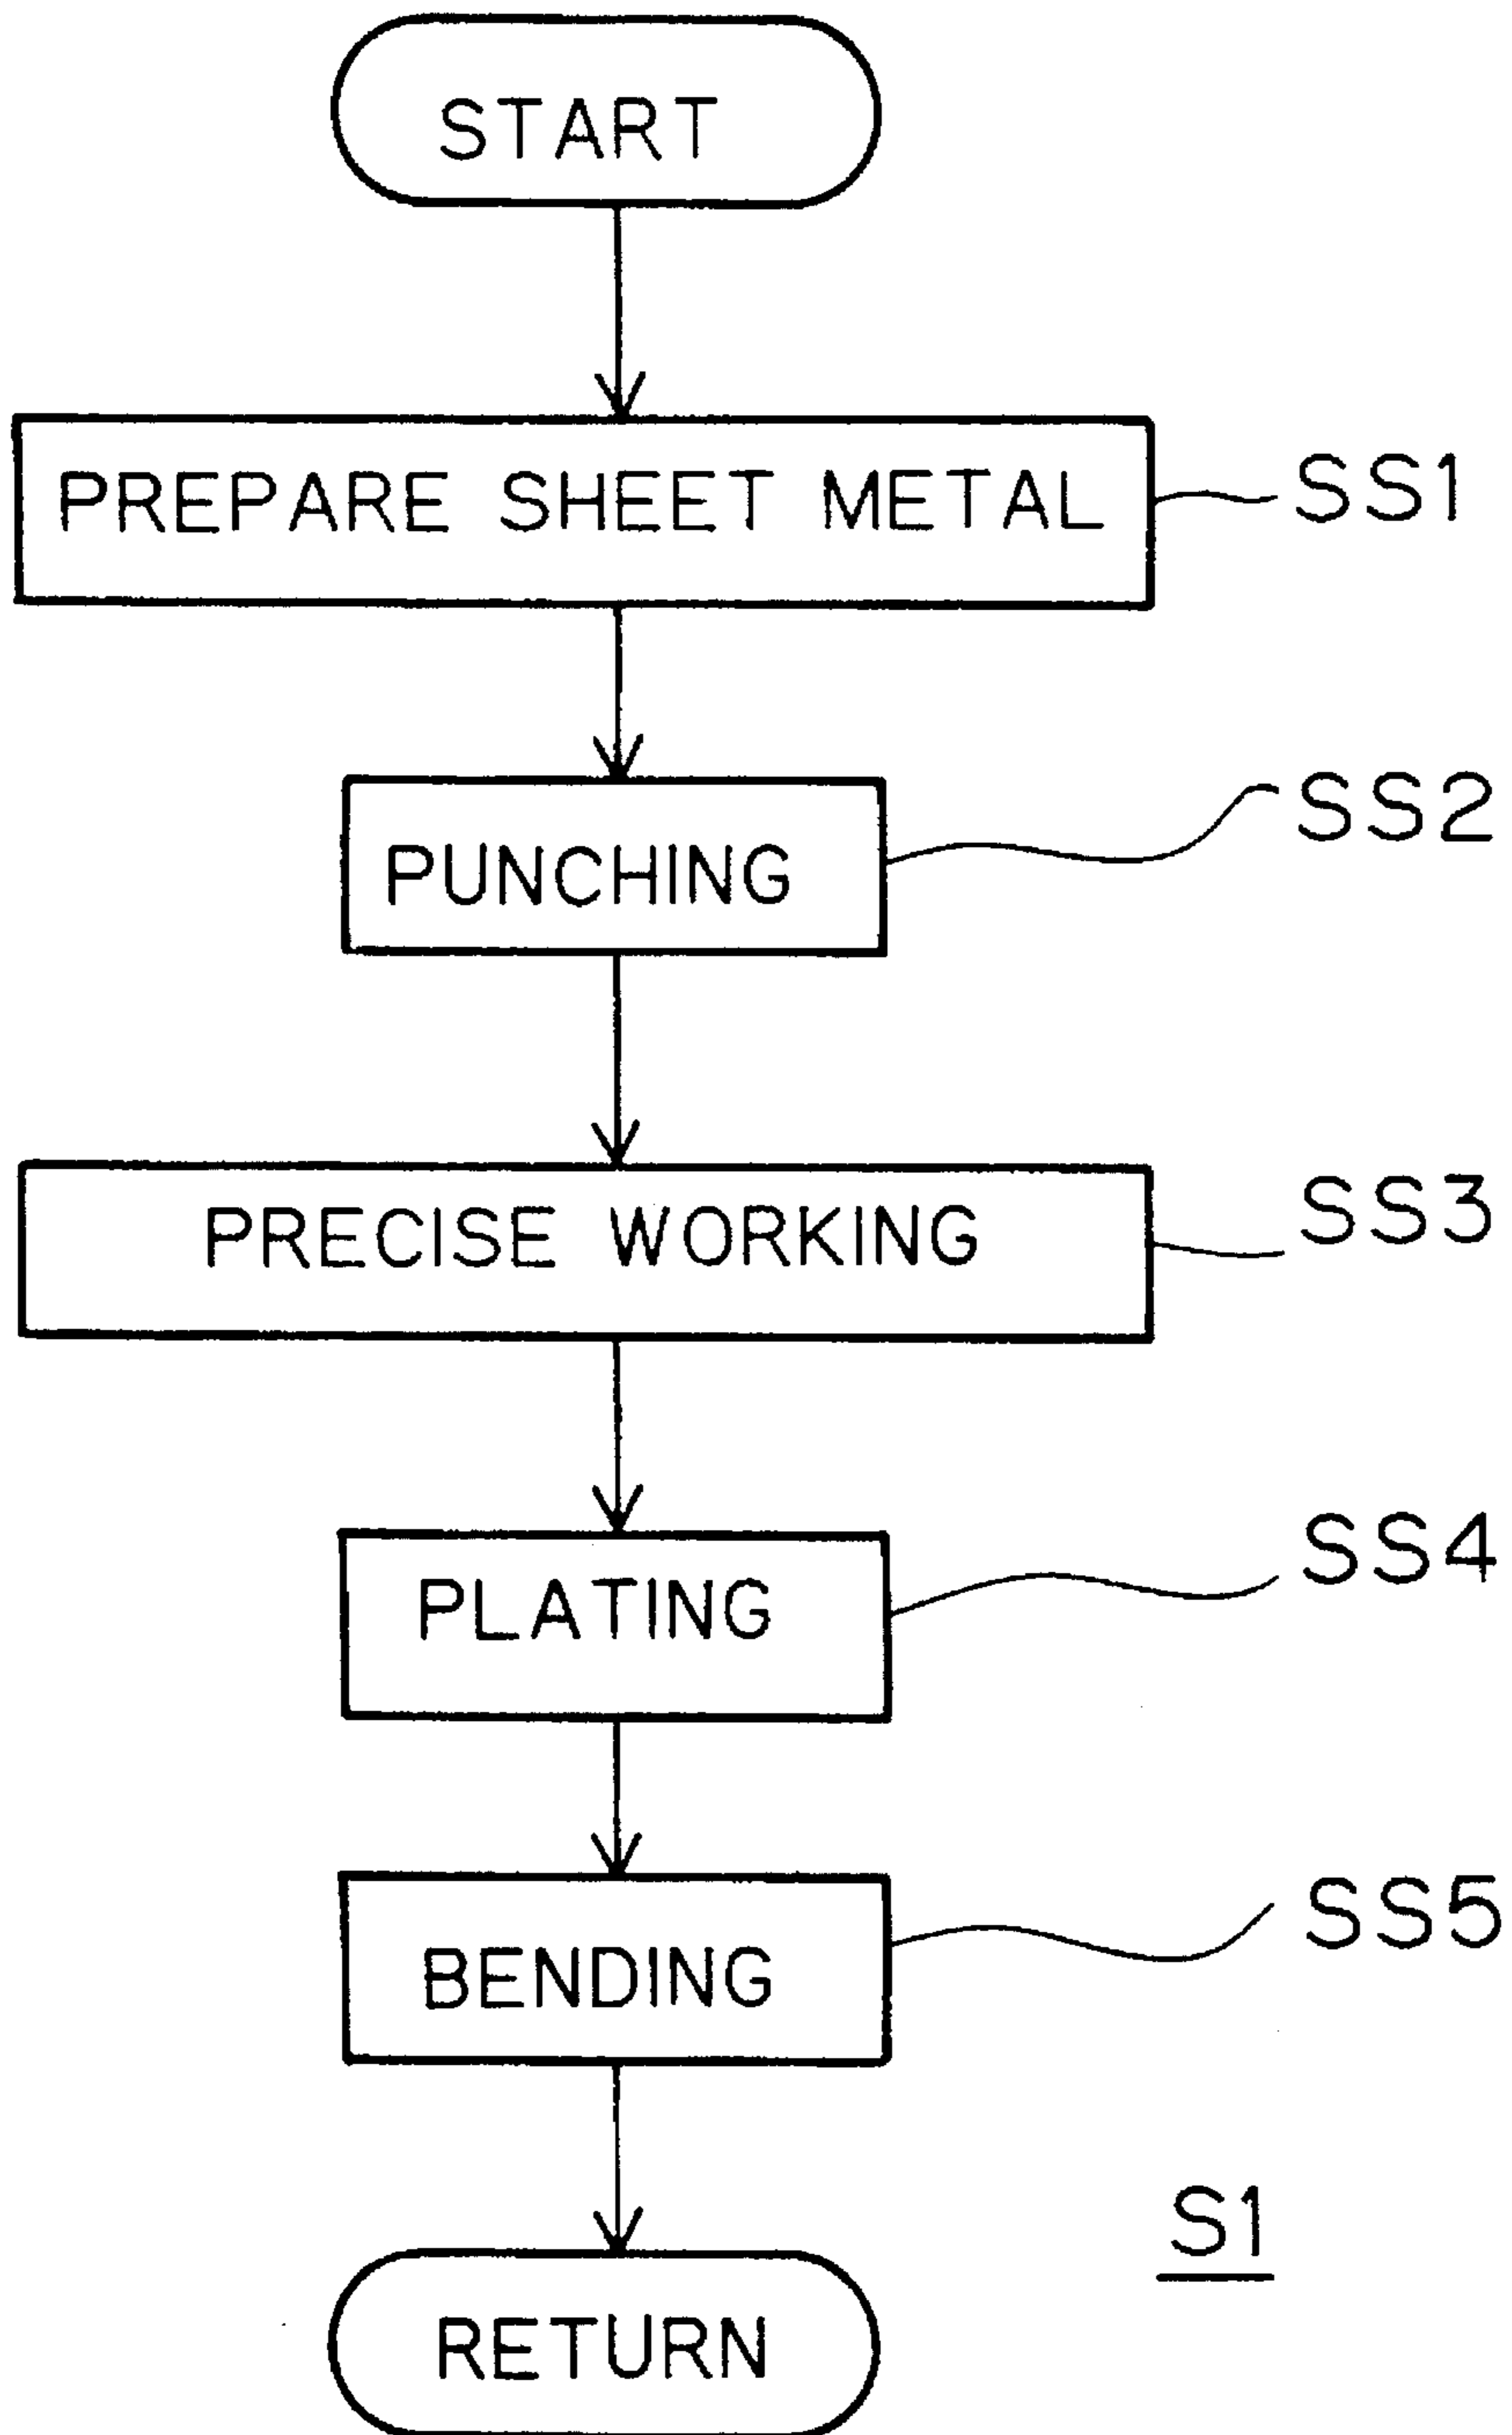 START
PREPARE SHEET METAL
SS1
PUNCHING
SS2
PRECISE WORKING
SS3
PLATING
SS4
BENDING
SS5
S1
RETURN